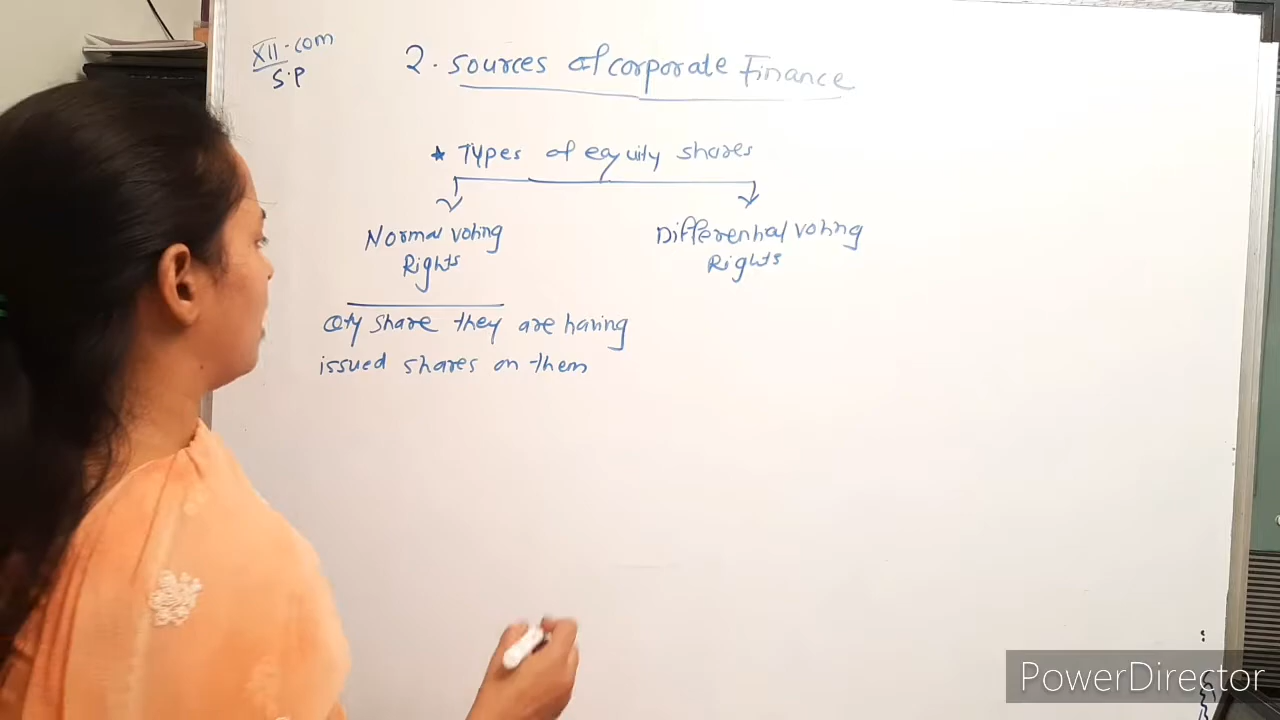 XII-com
S.P
2. Sources of corporate Finance
* Types of equity shares
Normal Voting
Rights
Differential Voting
Rights
Qty share they are having
issued shares on them
PowerDirector